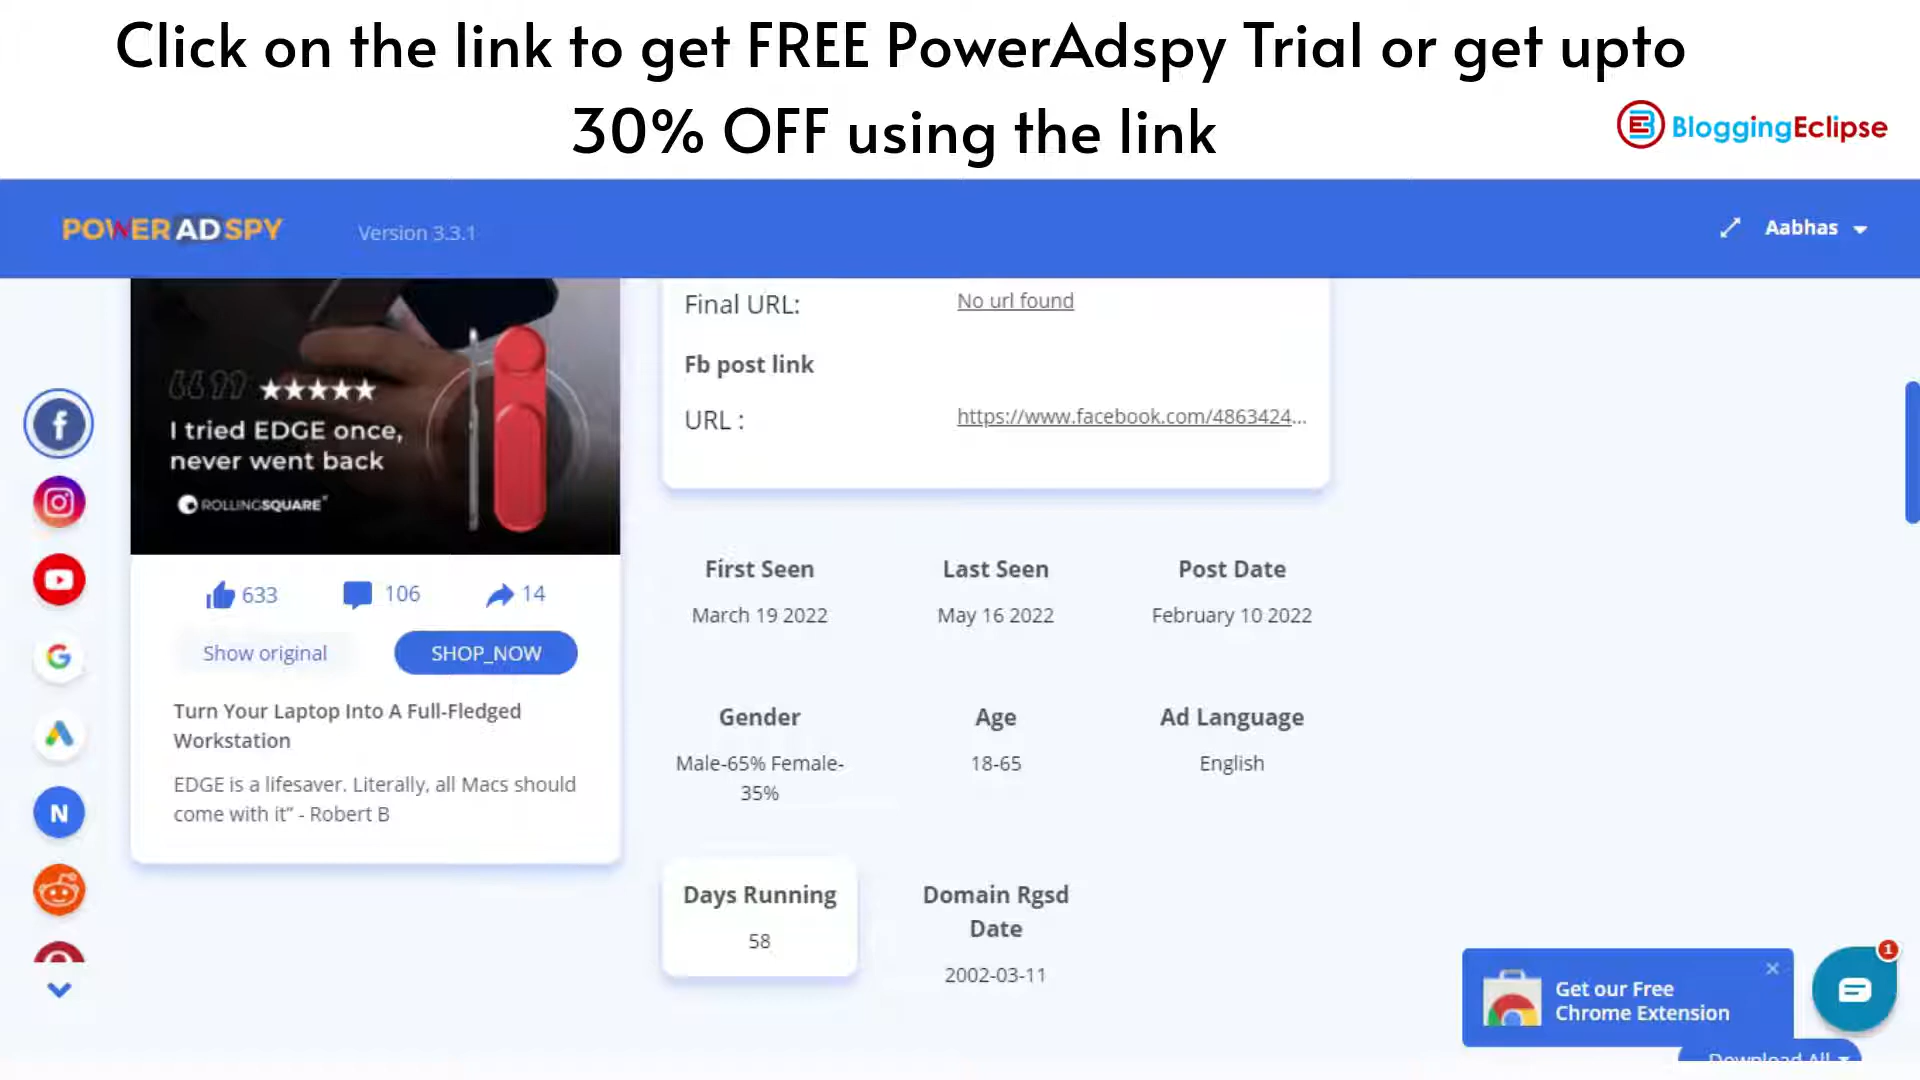 Click on the link to get FREE PowerAdspy Trial or get upto
30% OFF using the link
BloggingEclipse
POWER AD SPY
Version 3.3.1
Aabhas
Final URL:
No url found
Fb post link
URL :
https://www.facebook.com/4863424...
★★★★★
I tried EDGE once,
never went back
ROLLINGSQUARE
633
106
14
Show original
SHOP_NOW
Turn Your Laptop Into A Full-Fledged
Workstation
EDGE is a lifesaver. Literally, all Macs should
come with it” - Robert B
First Seen
Last Seen
Post Date
March 19 2022
May 16 2022
February 10 2022
Gender
Age
Ad Language
Male-65% Female-
35%
18-65
English
Days Running
58
Domain Rgsd
Date
2002-03-11
N
Get our Free
Chrome Extension
1
Download All